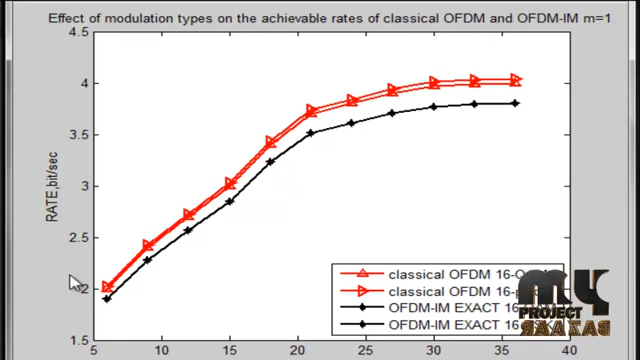 Effect of modulation types on the achievable rates of classical OFDM and OFDM-IM m=1
4.5
4
3.5
3
2.5
2
1.5
RATE,bit/sec
5
10
15
20
25
30
35
40
classical OFDM 16-
classical OFDM 16-
OFDM-IM EXACT 16
OFDM-IM EXACT 16
MY
PROJECT
BAZAAR